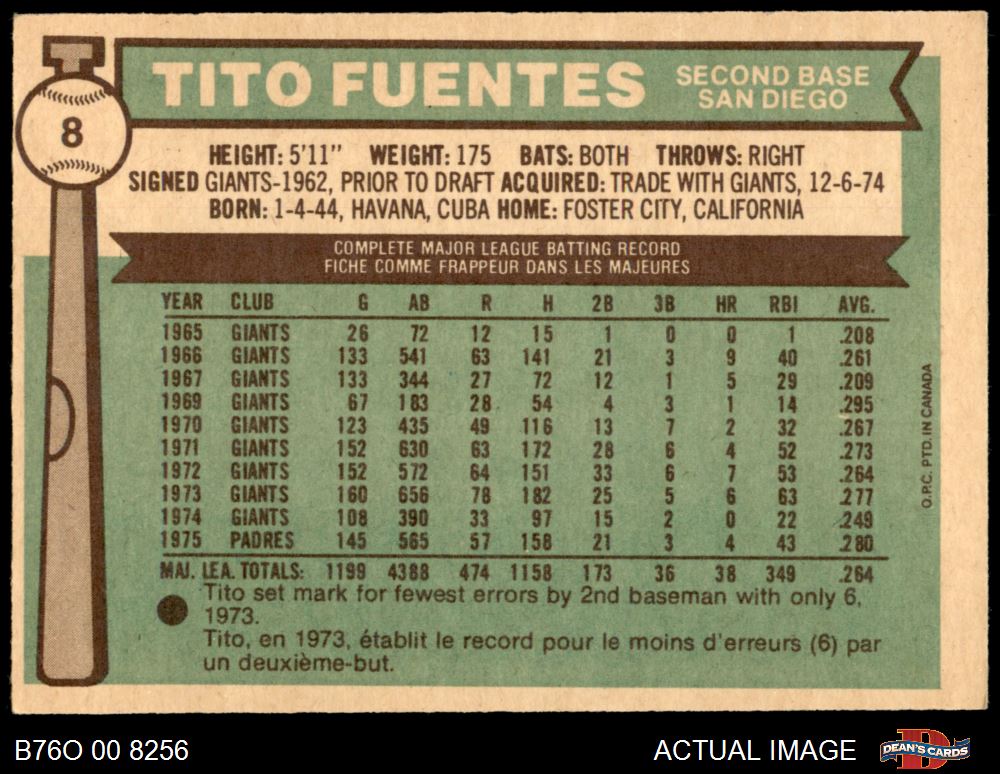 TITO FUENTES SECOND BASE
SAN DIEGO
8
HEIGHT: 5'11" WEIGHT: 175 BATS: BOTH THROWS: RIGHT
SIGNED GIANTS-1962, PRIOR TO DRAFT ACQUIRED: TRADE WITH GIANTS, 12-6-74
BORN: 1-4-44, HAVANA, CUBA HOME: FOSTER CITY, CALIFORNIA
COMPLETE MAJOR LEAGUE BATTING RECORD
FICHE COMME FRAPPEUR DANS LES MAJEURES
YEAR CLUB G AB R H 2B 3B HR RBI AVG.
1965 GIANTS 26 72 12 15 1 0 0 1 .208
1966 GIANTS 133 541 63 141 21 3 9 40 .261
1967 GIANTS 133 344 27 72 12 1 5 29 .209
1969 GIANTS 67 183 28 54 4 3 1 14 .295
1970 GIANTS 123 435 49 116 13 7 2 32 .267
1971 GIANTS 152 630 63 172 28 6 4 52 .273
1972 GIANTS 152 572 64 151 33 6 7 53 .264
1973 GIANTS 160 656 78 182 25 5 6 63 .277
1974 GIANTS 108 390 33 97 15 2 0 22 .249
1975 PADRES 145 565 57 158 21 3 4 43 .280
MAJ. LEA. TOTALS: 1199 4388 474 1158 173 36 38 349 .264
Tito set mark for fewest errors by 2nd baseman with only 6,
1973.
Tito, en 1973, établit le record pour le moins d'erreurs (6) par
un deuxième-but.
O.P.C. PTD. IN CANADA
B76O 00 8256 ACTUAL IMAGE DEAN'S CARDS